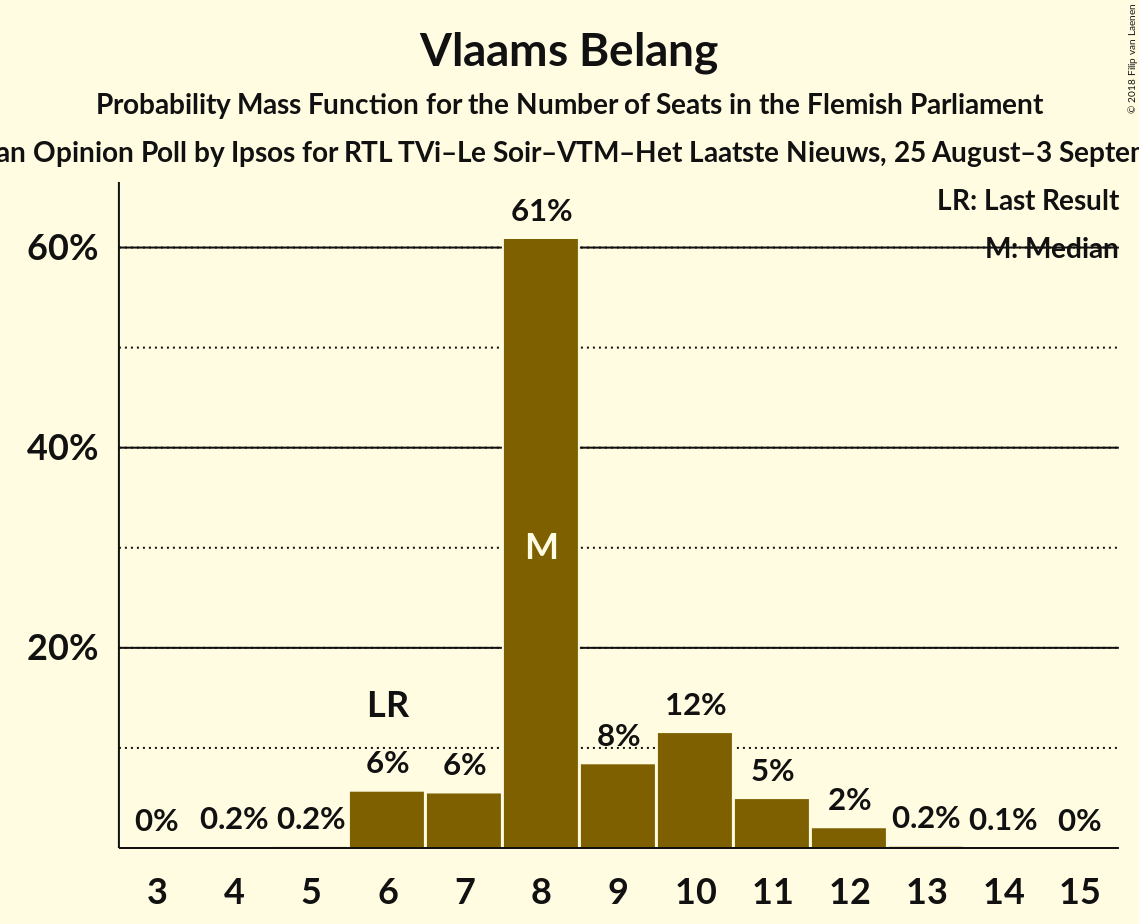 Vlaams Belang
Probability Mass Function for the Number of Seats in the Flemish Parliament
an Opinion Poll by Ipsos for RTL TVi–Le Soir–VTM–Het Laatste Nieuws, 25 August–3 Septem
© 2018 Filip van Laenen
LR: Last Result
M: Median
60%
40%
20%
61%
M
LR
6%
6%
8%
12%
5%
2%
0%
0.2%
0.2%
0.2%
0.1%
0%
3 4 5 6 7 8 9 10 11 12 13 14 15